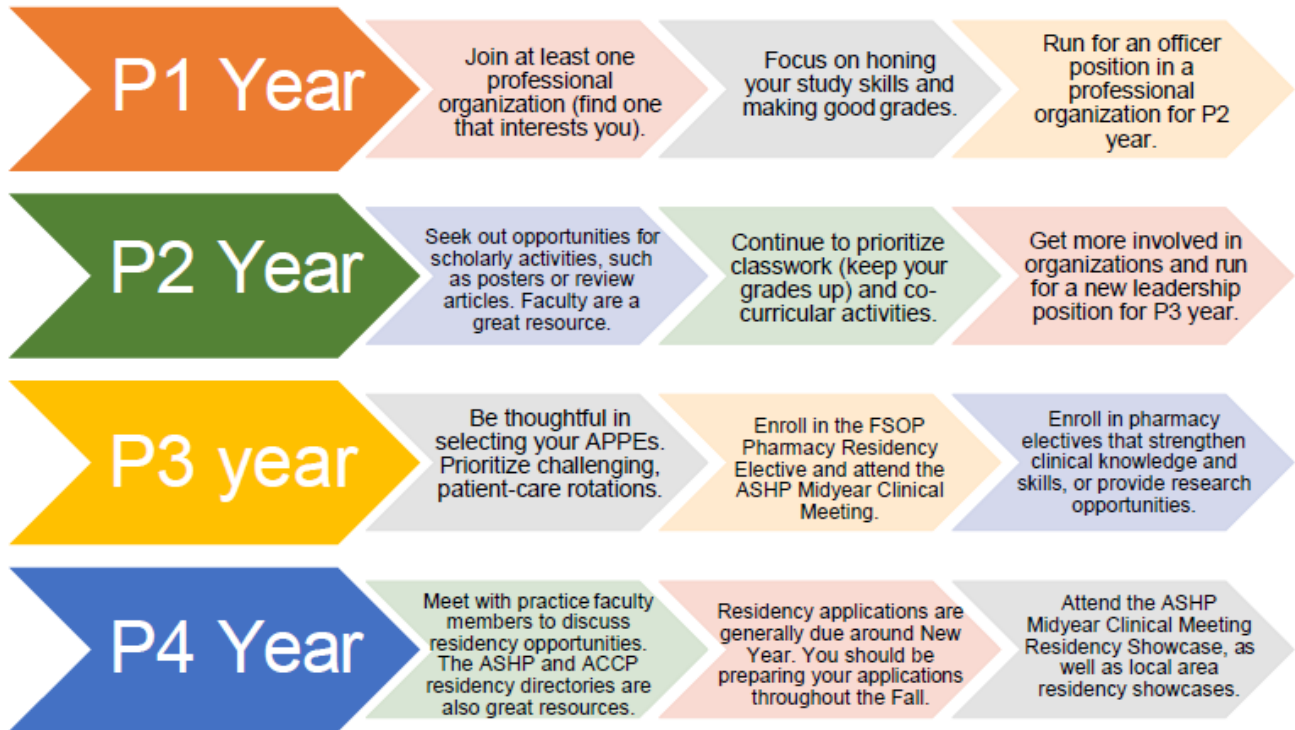 P1 Year
Join at least one
professional
organization (find one
that interests you).
Focus on honing
your study skills and
making good grades.
Run for an officer
position in a
professional
organization for P2
year.
P2 Year
Seek out opportunities for
scholarly activities, such
as posters or review
articles. Faculty are a
great resource.
Continue to prioritize
classwork (keep your
grades up) and co-
curricular activities.
Get more involved in
organizations and run
for a new leadership
position for P3 year.
P3 year
Be thoughtful in
selecting your APPEs.
Prioritize challenging,
patient-care rotations.
Enroll in the FSOP
Pharmacy Residency
Elective and attend the
ASHP Midyear Clinical
Meeting.
Enroll in pharmacy
electives that strengthen
clinical knowledge and
skills, or provide research
opportunities.
P4 Year
Meet with practice faculty
members to discuss
residency opportunities.
The ASHP and ACCP
residency directories are
also great resources.
Residency applications are
generally due around New
Year. You should be
preparing your applications
throughout the Fall.
Attend the ASHP
Midyear Clinical Meeting
Residency Showcase, as
well as local area
residency showcases.